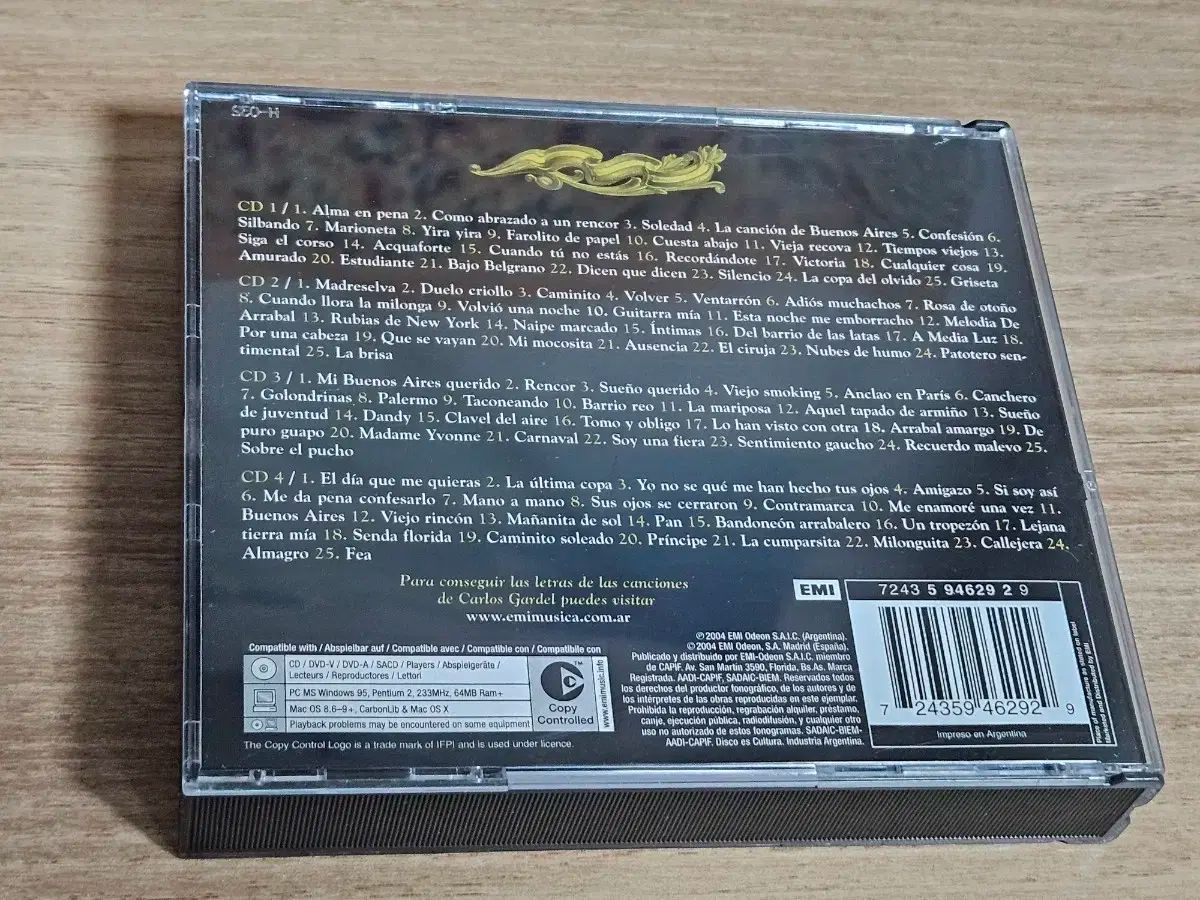 SEO-H
CD 1 / 1. Alma en pena 2. Como abrazado a un rencor 3. Soledad 4. La canción de Buenos Aires 5. Confesión 6.
Silbando 7. Marioneta 8. Yira yira 9. Farolito de papel 10. Cuesta abajo 11. Vieja recova 12. Tiempos viejos 13.
Siga el corso 14. Acquaforte 15. Cuando tú no estás 16. Recordándote 17. Victoria 18. Cualquier cosa 19.
Amurado 20. Estudiante 21. Bajo Belgrano 22. Dicen que dicen 23. Silencio 24. La copa del olvido 25. Griseta
CD 2 / 1. Madreselva 2. Duelo criollo 3. Caminito 4. Volver 5. Ventarrón 6. Adiós muchachos 7. Rosa de otoño
8. Cuando llora la milonga 9. Volvió una noche 10. Guitarra mía 11. Esta noche me emborracho 12. Melodia De
Arrabal 13. Rubias de New York 14. Naipe marcado 15. Íntimas 16. Del barrio de las latas 17. A Media Luz 18.
Por una cabeza 19. Que se vayan 20. Mi mocosita 21. Ausencia 22. El ciruja 23. Nubes de humo 24. Patotero sen-
timental 25. La brisa
CD 3 / 1. Mi Buenos Aires querido 2. Rencor 3. Sueño querido 4. Viejo smoking 5. Anclao en París 6. Canchero
7. Golondrinas 8. Palermo 9. Taconeando 10. Barrio reo 11. La mariposa 12. Aquel tapado de armiño 13. Sueño
de juventud 14. Dandy 15. Clavel del aire 16. Tomo y obligo 17. Lo han visto con otra 18. Arrabal amargo 19. De
puro guapo 20. Madame Yvonne 21. Carnaval 22. Soy una fiera 23. Sentimiento gaucho 24. Recuerdo malevo 25.
Sobre el pucho
CD 4 / 1. El día que me quieras 2. La última copa 3. Yo no se qué me han hecho tus ojos 4. Amigazo 5. Si soy así
6. Me da pena confesarlo 7. Mano a mano 8. Sus ojos se cerraron 9. Contramarca 10. Me enamoré una vez 11.
Buenos Aires 12. Viejo rincón 13. Mañanita de sol 14. Pan 15. Bandoneón arrabalero 16. Un tropezón 17. Lejana
tierra mía 18. Senda florida 19. Caminito soleado 20. Príncipe 21. La cumparsita 22. Milonguita 23. Callejera 24.
Almagro 25. Fea
Para conseguir las letras de las canciones
de Carlos Gardel puedes visitar
www.emimusica.com.ar
EMI
7243 5 94629 2 9
℗ 2004 EMI Odeon S.A.I.C. (Argentina).
© 2004 EMI Odeon, S.A. Madrid (España).
Publicado y distribuido por EMI-Odeon S.A.I.C. miembro
de CAPIF. Av. San Martín 3590, Florida, Bs.As. Marca
Registrada. AADI-CAPIF, SADAIC-BIEM. Reservados todos
los derechos del productor fonográfico, de los autores y de
los intérpretes de las obras reproducidas en este ejemplar.
Prohibida la reproducción, regrabación alquiler, préstamo,
canje, ejecución pública, radiodifusión, y cualquier otro
uso no autorizado de estos fonogramas. SADAIC-BIEM-
AADI-CAPIF. Disco es Cultura. Industria Argentina.
7 24359 46292 9
Impreso en Argentina
Place of manufacture as stated on label
Marketed and Distributed by EMI
Compatible with / Abspielbar auf / Compatible avec / Compatible con / Compatibile con
CD / DVD-V / DVD-A / SACD / Players / Abspielgeräte /
Lecteurs / Reproductores / Lettori
PC MS Windows 95, Pentium 2, 233MHz, 64MB Ram+
Mac OS 8.6-9+, CarbonLib & Mac OS X
Playback problems may be encountered on some equipment
TM
Copy
Controlled
www.emimusic.info
The Copy Control Logo is a trade mark of IFPI and is used under licence.